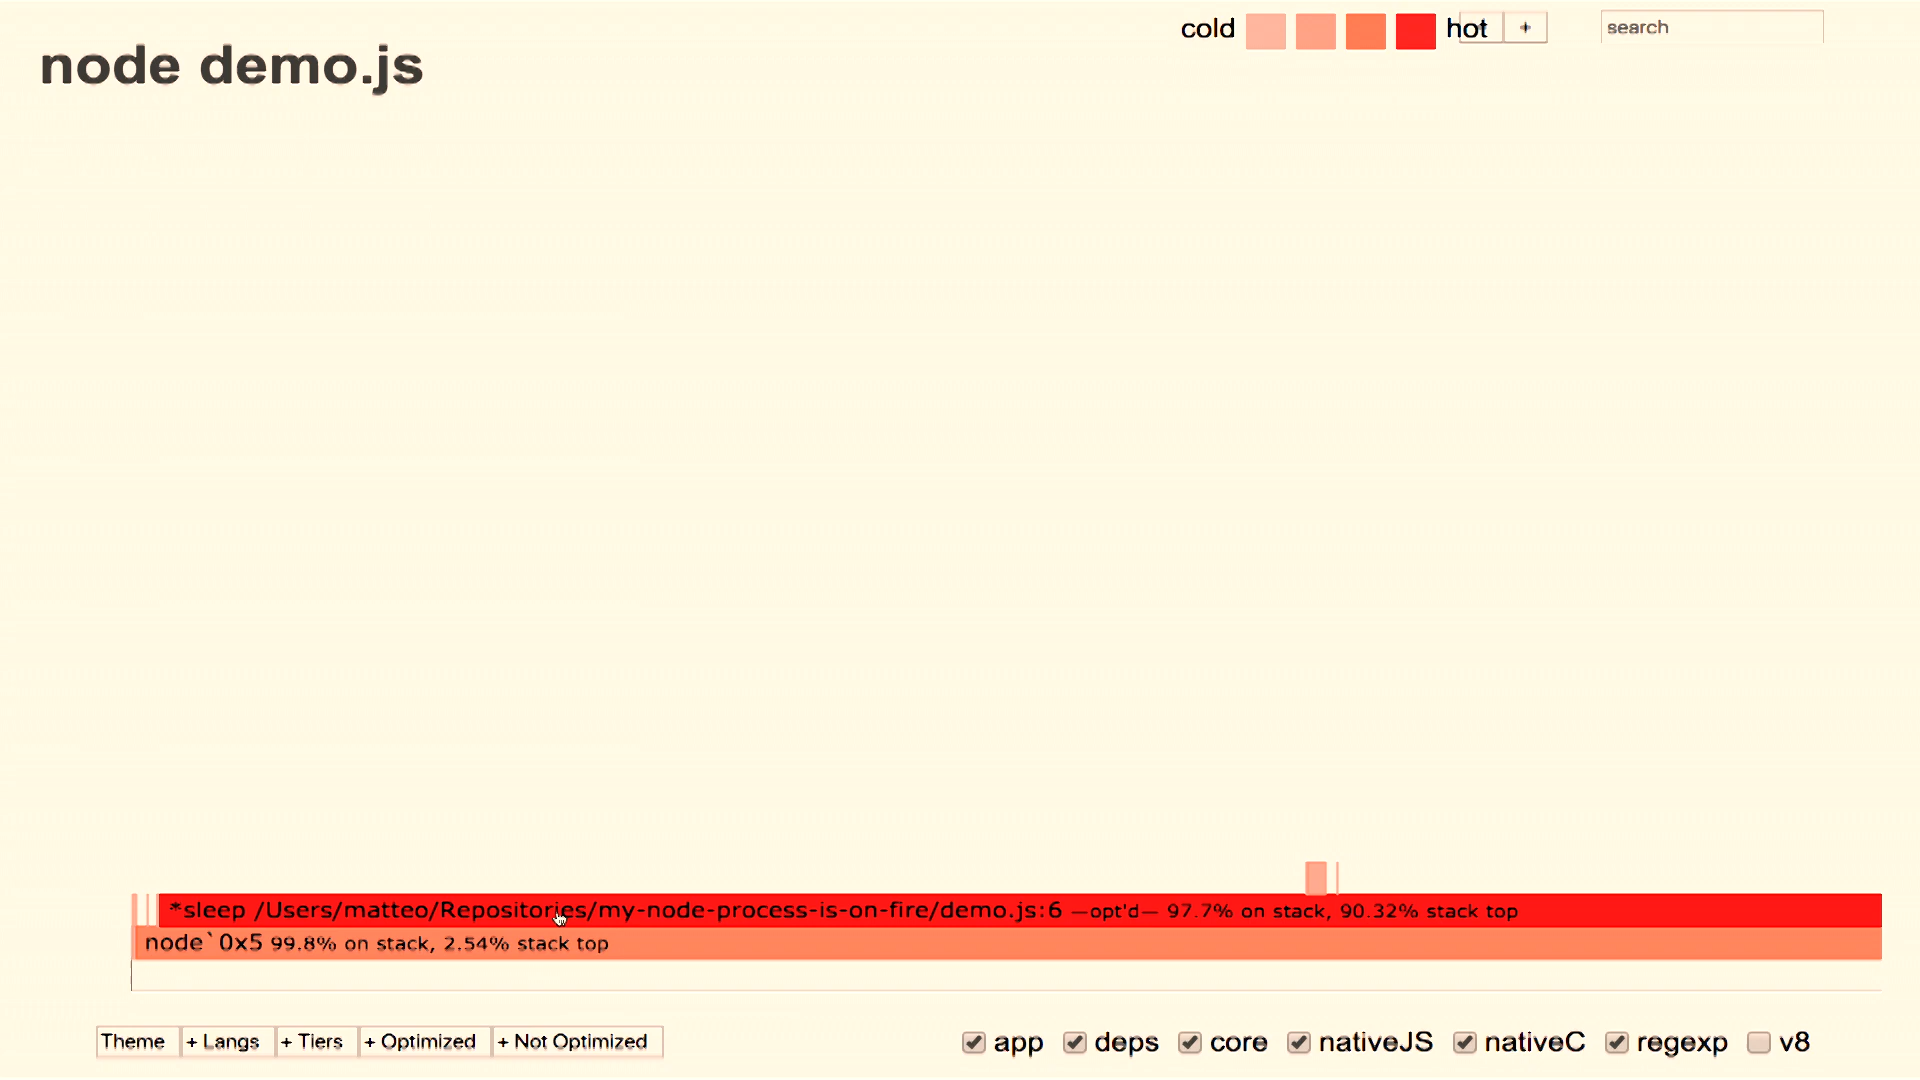 cold hot + search
node demo.js
*sleep /Users/matteo/Repositories/my-node-process-is-on-fire/demo.js:6 —opt'd— 97.7% on stack, 90.32% stack top
node`0x5 99.8% on stack, 2.54% stack top
Theme + Langs + Tiers + Optimized + Not Optimized app deps core nativeJS nativeC regexp v8